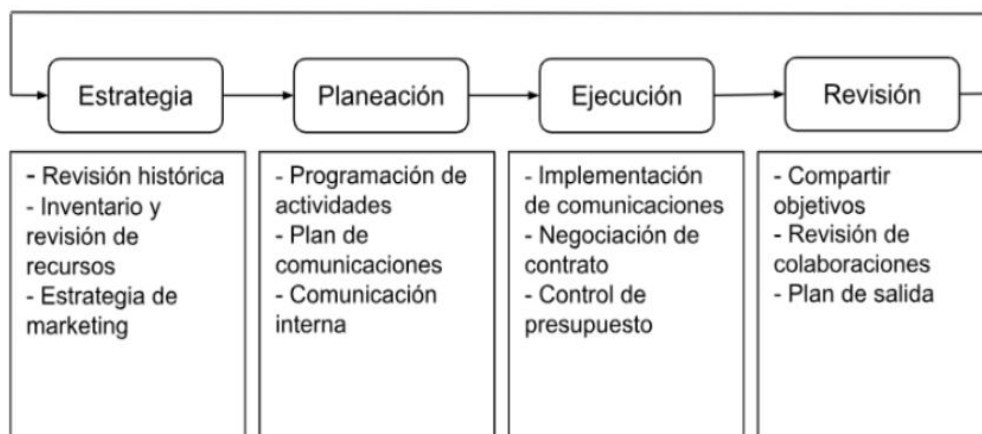 Estrategia
Planeación
Ejecución
Revisión
- Revisión histórica
- Inventario y
revisión de
recursos
- Estrategia de
marketing
- Programación de
actividades
- Plan de
comunicaciones
- Comunicación
interna
- Implementación
de comunicaciones
- Negociación de
contrato
- Control de
presupuesto
- Compartir
objetivos
- Revisión de
colaboraciones
- Plan de salida